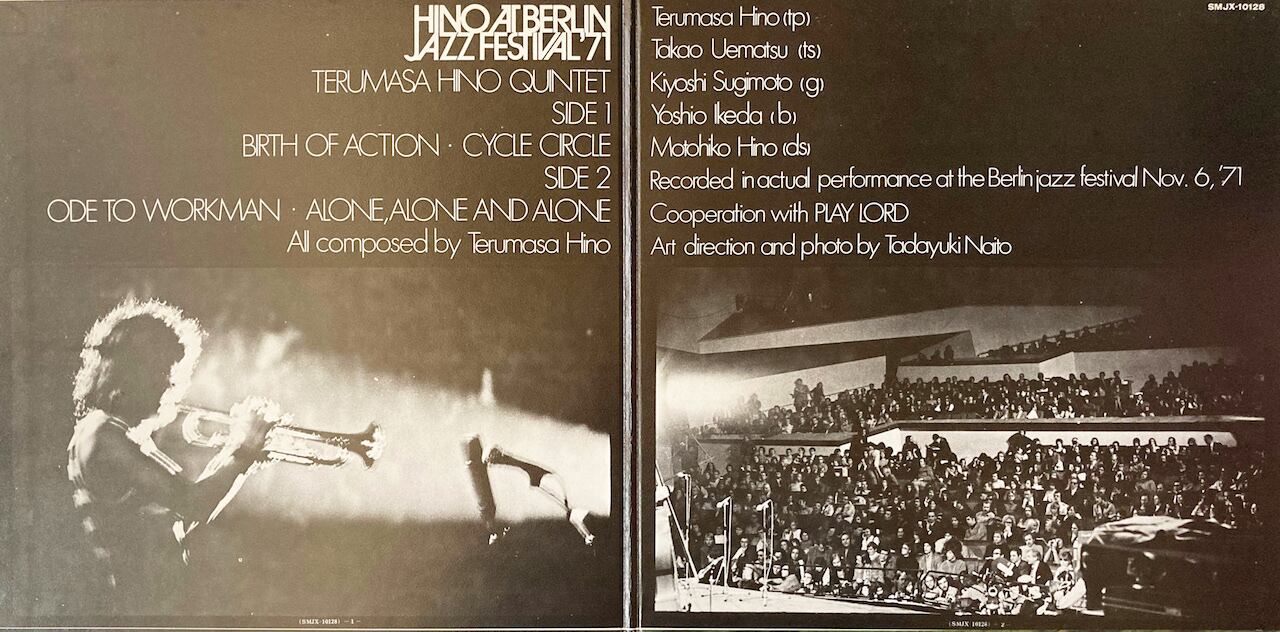 HINO AT BERLIN
JAZZ FESTIVAL '71
TERUMASA HINO QUINTET
SIDE 1
BIRTH OF ACTION · CYCLE CIRCLE
SIDE 2
ODE TO WORKMAN · ALONE, ALONE AND ALONE
All composed by Terumasa Hino
(SMJX-10128) －1－
SMJX-10128
Terumasa Hino (tp)
Takao Uematsu (ts)
Kiyoshi Sugimoto (g)
Yoshio Ikeda (b)
Motohiko Hino (ds)
Recorded in actual performance at the Berlin jazz festival Nov. 6, '71
Cooperation with PLAY LORD
Art direction and photo by Tadayuki Naito
(SMJX-10128) －2－